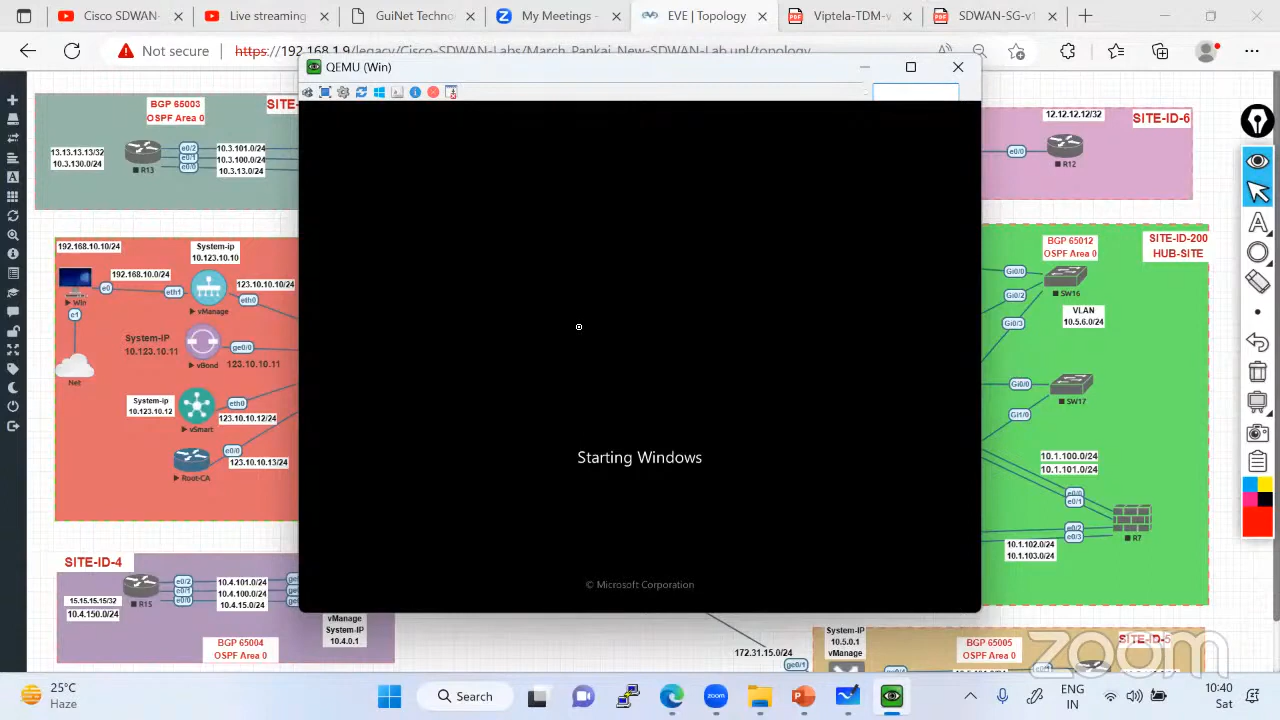 Live streaming
GuiNet Techno
My Meetings -
EVE | Topology
Viptela-TDM-v
SDWAN-SG-v1
Not secure
https://192.168.1.9/legacy/Cisco-SDWAN-Labs/March_Pankaj_New-SDWAN-Lab.unl/topology
QEMU (Win)
Starting Windows
© Microsoft Corporation
BGP 65003
OSPF Area 0
13.13.13.13/32
10.3.130.0/24
R13
e0/2
e0/1
e0/0
10.3.101.0/24
10.3.100.0/24
10.3.13.0/24
192.168.10.10/24
System-ip
10.123.10.10
192.168.10.0/24
123.10.10.10/24
Win
e0
eth1
eth0
vManage
e1
System-IP
10.123.10.11
ge0/0
vBond
123.10.10.11
Net
System-ip
10.123.10.12
eth0
vSmart
123.10.10.12/24
e0/0
Root-CA
123.10.10.13/24
SITE-ID-4
15.15.15.15/32
10.4.150.0/24
R15
e0/2
e0/1
e0/0
10.4.101.0/24
10.4.100.0/24
10.4.15.0/24
BGP 65004
OSPF Area 0
vManage
System-IP
10.4.0.1
12.12.12.12/32
SITE-ID-6
e0/0
R12
BGP 65012
OSPF Area 0
SITE-ID-200
HUB-SITE
Gi0/0
Gi0/2
Gi0/3
SW16
VLAN
10.5.6.0/24
Gi0/0
Gi1/0
SW17
10.1.100.0/24
10.1.101.0/24
e0/0
e0/1
e0/2
e0/3
R7
10.1.102.0/24
10.1.103.0/24
172.31.15.0/24
ge0/1
System-IP
10.5.0.1
vManage
BGP 65005
OSPF Area 0
SITE-ID-5
zoom
25°C
Haze
Search
zoom
ENG
IN
10:40
Sat